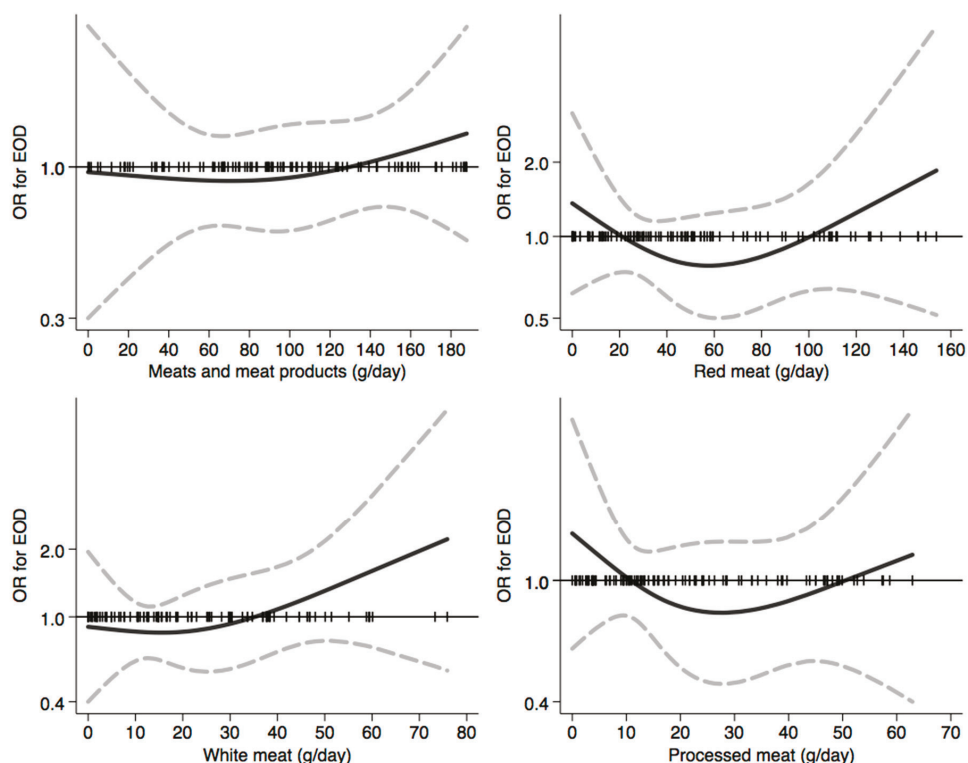 OR for EOD
1.0
0.3
0 20 40 60 80 100 120 140 160 180
Meats and meat products (g/day)
OR for EOD
2.0
1.0
0.5
0 20 40 60 80 100 120 140 160
Red meat (g/day)
OR for EOD
2.0
1.0
0.4
0 10 20 30 40 50 60 70 80
White meat (g/day)
OR for EOD
1.0
0.4
0 10 20 30 40 50 60 70
Processed meat (g/day)